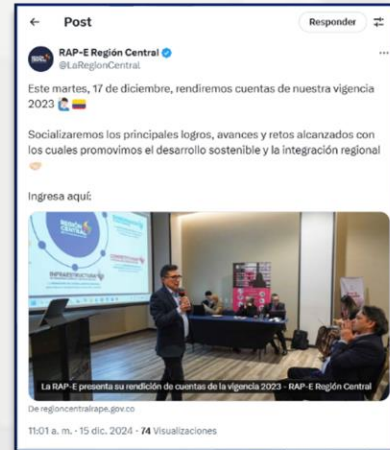 Post
Responder
RAP-E Región Central
@LaRegionCentral
Este martes, 17 de diciembre, rendiremos cuentas de nuestra vigencia
2023
Socializaremos los principales logros, avances y retos alcanzados con
los cuales promovimos el desarrollo sostenible y la integración regional
Ingresa aquí:
REGIÓN
CENTRAL
INFRAESTRUCTURA
La RAP-E presenta su rendición de cuentas de la vigencia 2023 - RAP-E Región Central
De regioncentralrape.gov.co
11:01 a. m. · 15 dic. 2024 · 74 Visualizaciones